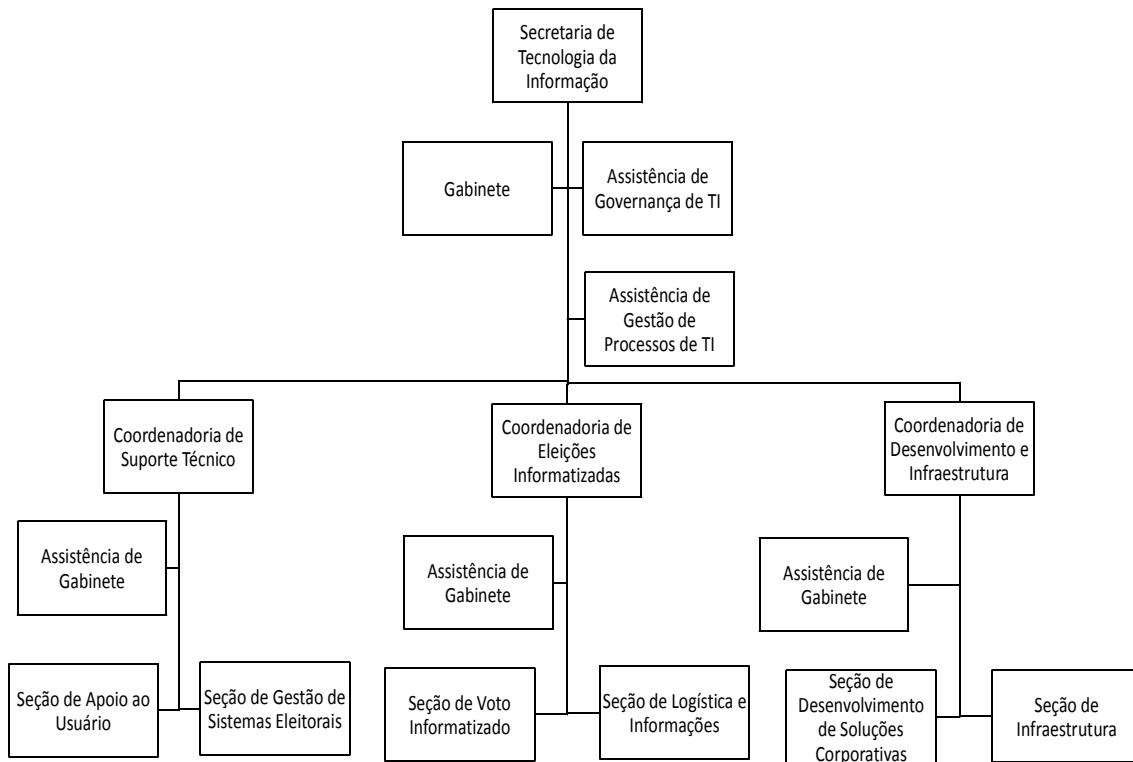 Secretaria de
Tecnologia da
Informação
Gabinete
Assistência de
Governança de TI
Assistência de
Gestão de
Processos de TI
Coordenadoria de
Suporte Técnico
Coordenadoria de
Eleições
Informatizadas
Coordenadoria de
Desenvolvimento e
Infraestrutura
Assistência de
Gabinete
Assistência de
Gabinete
Assistência de
Gabinete
Seção de Apoio ao
Usuário
Seção de Gestão de
Sistemas Eleitorais
Seção de Voto
Informatizado
Seção de Logística e
Informações
Seção de
Desenvolvimento
de Soluções
Corporativas
Seção de
Infraestrutura